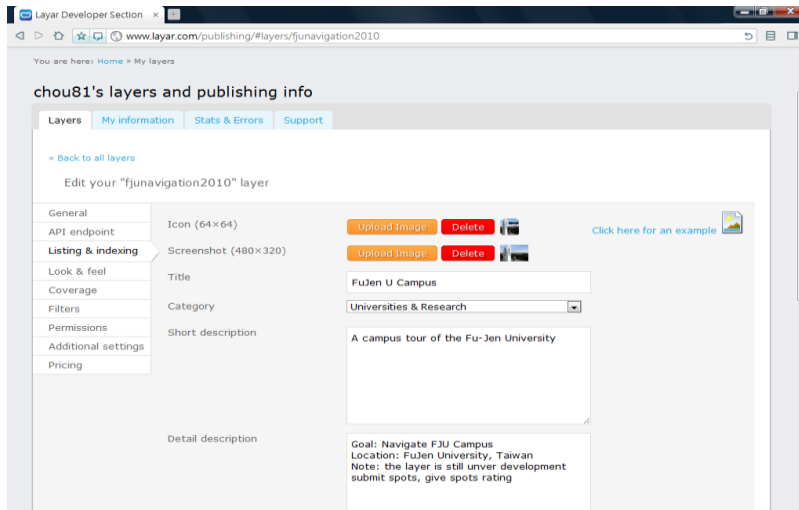 Layar Developer Section
www.layar.com/publishing/#layers/fjunavigation2010
You are here: Home » My layers
chou81's layers and publishing info
Layers My information Stats & Errors Support
« Back to all layers
Edit your "fjunavigation2010" layer
General
API endpoint
Listing & indexing
Look & feel
Coverage
Filters
Permissions
Additional settings
Pricing
Icon (64×64) Upload Image Delete Click here for an example
Screenshot (480×320) Upload Image Delete
Title FuJen U Campus
Category Universities & Research
Short description A campus tour of the Fu-Jen University
Detail description Goal: Navigate FJU Campus
Location: FuJen University, Taiwan
Note: the layer is still unver development
submit spots, give spots rating